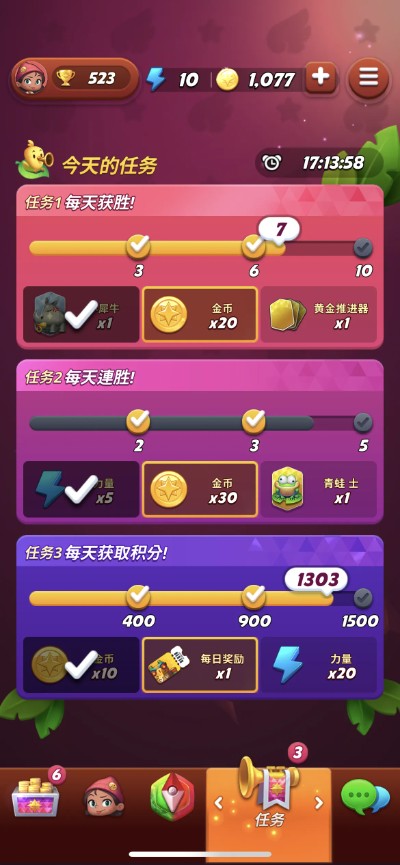 523
10
1,077
今天的任务
17:13:58
任务1 每天获胜!
7
3
6
10
犀牛
x1
金币
x20
黄金推进器
x1
任务2 每天連胜!
2
3
5
力量
x5
金币
x30
青蛙 士
x1
任务3 每天获取积分!
1303
400
900
1500
金币
x10
每日奖励
x1
力量
x20
6
3
任务